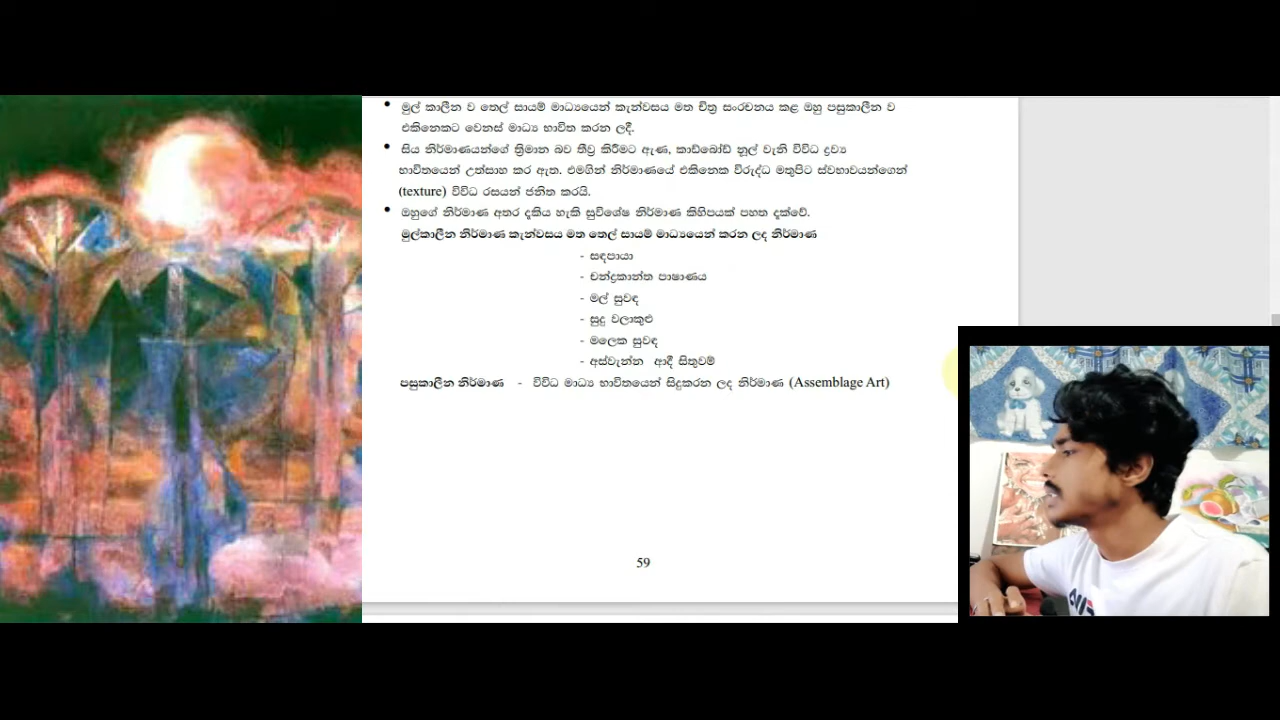 • මුල් කාලීන ව තෙල් සායම් මාධ්‍යයෙන් කැන්වසය මත චිත්‍ර සංරචනය කළ ඔහු පසුකාලීන ව
එකිනෙකට වෙනස් මාධ්‍ය භාවිත කරන ලදී.
• සිය නිර්මාණයන්ගේ ත්‍රිමාන බව තීව්‍ර කිරීමට ඇණ, කාඩ්බෝඩ් නූල් වැනි විවිධ ද්‍රව්‍ය
භාවිතයෙන් උත්සාහ කර ඇත. එමගින් නිර්මාණයේ එකිනෙක විරුද්ධ මතුපිට ස්වභාවයන්ගෙන්
(texture) විවිධ රසයන් ජනිත කරයි.
• ඔහුගේ නිර්මාණ අතර දැකිය හැකි සුවිශේෂ නිර්මාණ කිහිපයක් පහත දැක්වේ.
මුල්කාලීන නිර්මාණ කැන්වසය මත තෙල් සායම් මාධ්‍යයෙන් කරන ලද නිර්මාණ
- සඳපායා
- චන්ද්‍රකාන්ත පාෂාණය
- මල් සුවඳ
- සුදු වලාකුළු
- මලෙක සුවඳ
- අස්වැන්න ආදී සිතුවම්
පසුකාලීන නිර්මාණ - විවිධ මාධ්‍ය භාවිතයෙන් සිදුකරන ලද නිර්මාණ (Assemblage Art)
59